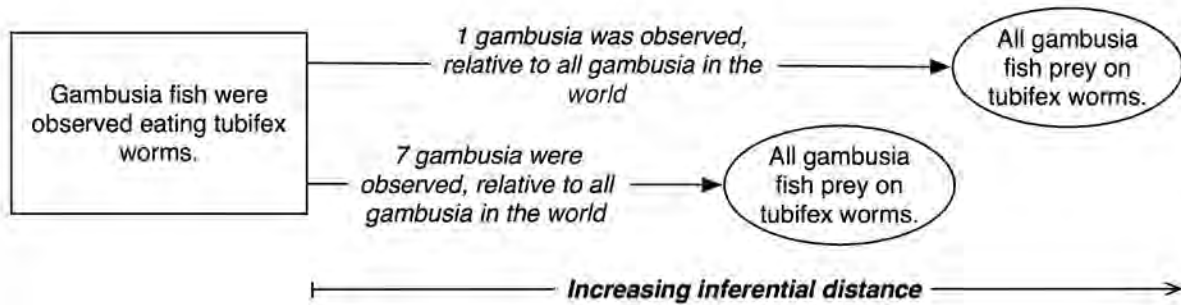 Gambusia fish were
observed eating tubifex
worms.
1 gambusia was observed,
relative to all gambusia in the
world
All gambusia
fish prey on
tubifex worms.
7 gambusia were
observed, relative to all
gambusia in the world
All gambusia
fish prey on
tubifex worms.
Increasing inferential distance